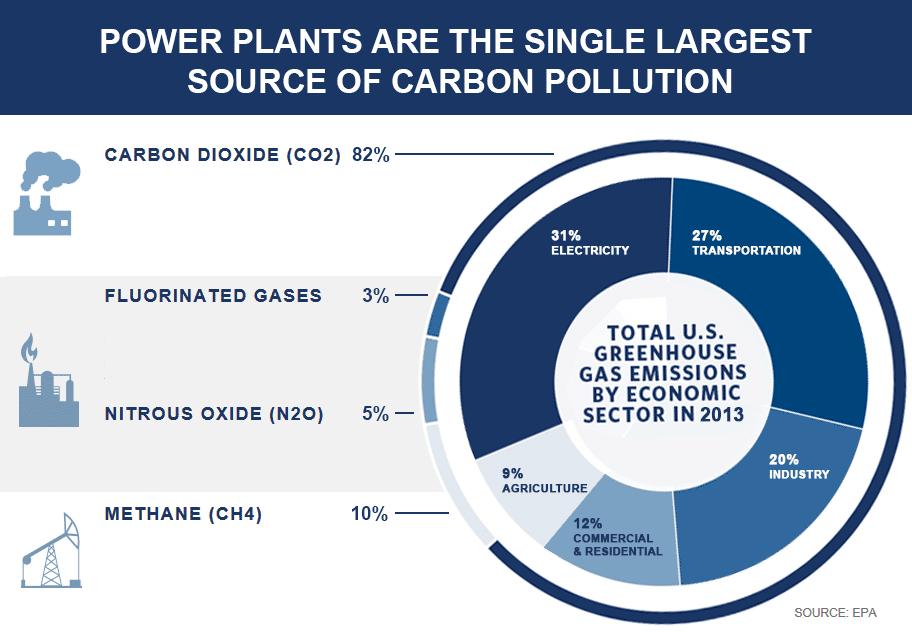 POWER PLANTS ARE THE SINGLE LARGEST
SOURCE OF CARBON POLLUTION
CARBON DIOXIDE (CO2) 82%
FLUORINATED GASES 3%
NITROUS OXIDE (N2O) 5%
METHANE (CH4) 10%
31%
ELECTRICITY
27%
TRANSPORTATION
TOTAL U.S.
GREENHOUSE
GAS EMISSIONS
BY ECONOMIC
SECTOR IN 2013
20%
INDUSTRY
9%
AGRICULTURE
12%
COMMERCIAL
& RESIDENTIAL
SOURCE: EPA